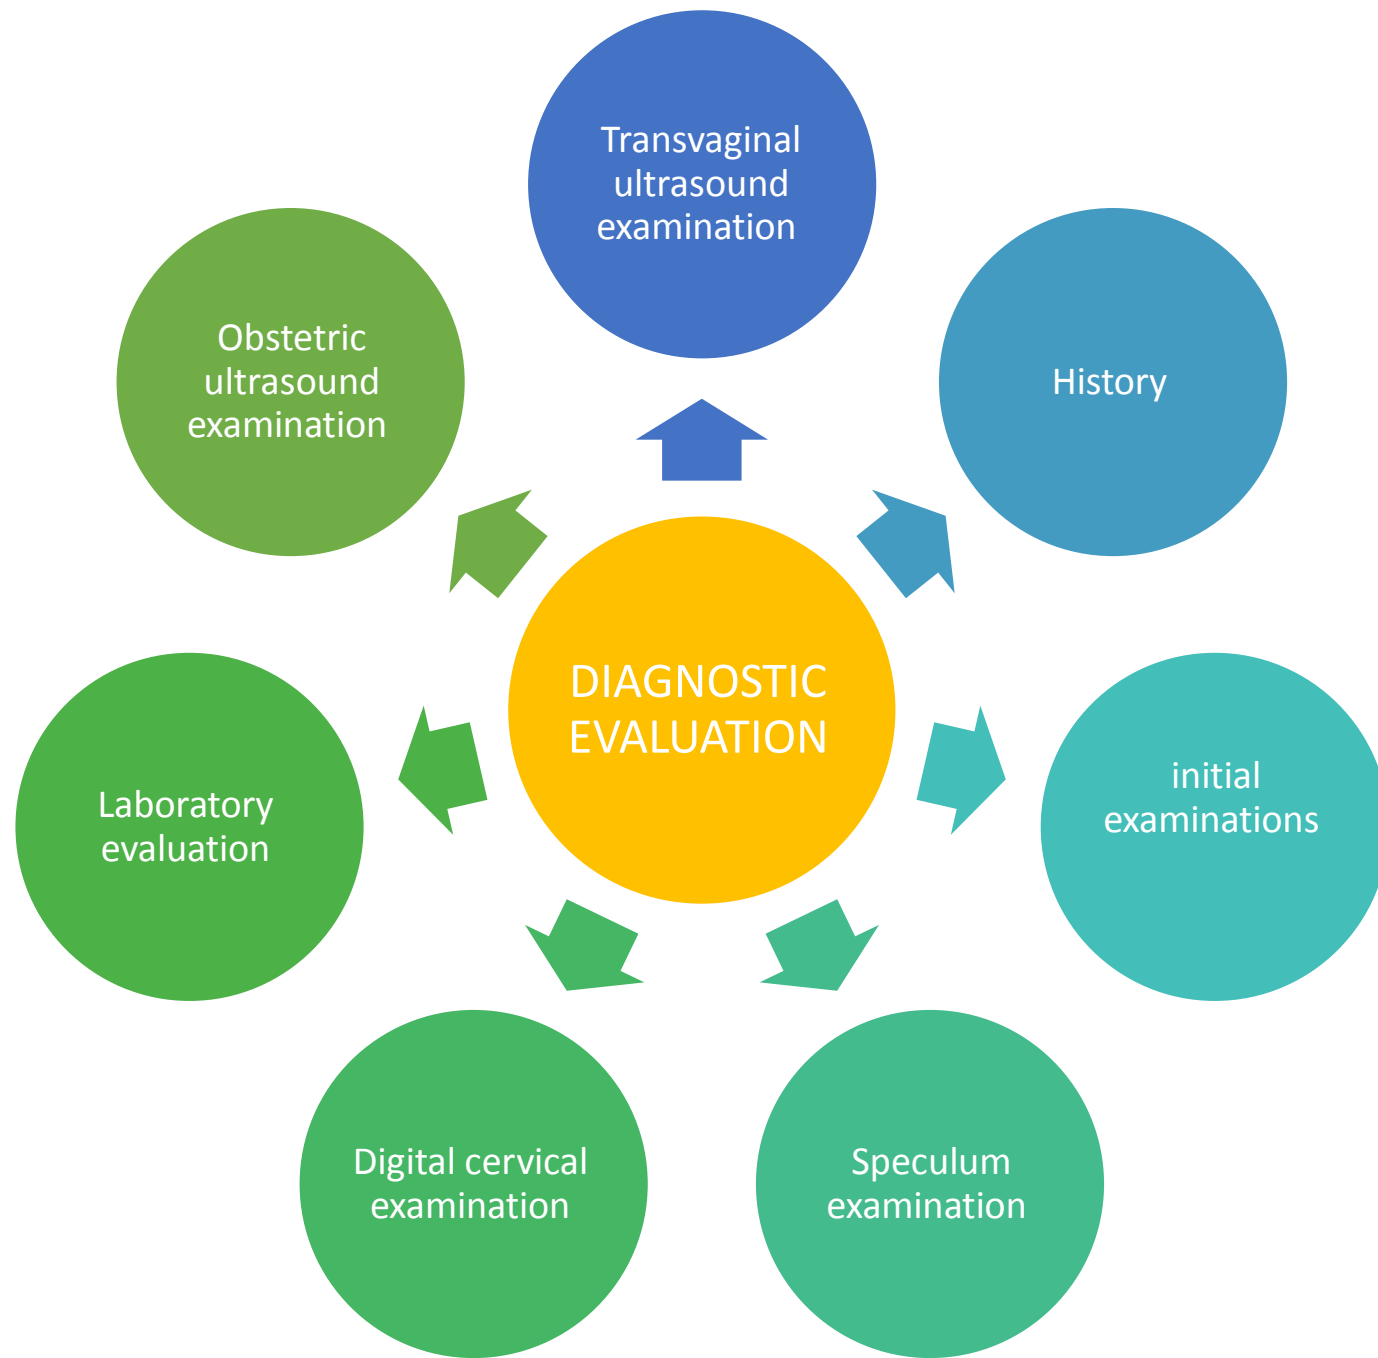 Transvaginal
ultrasound
examination
History
initial
examinations
Speculum
examination
Digital cervical
examination
Laboratory
evaluation
Obstetric
ultrasound
examination
DIAGNOSTIC
EVALUATION